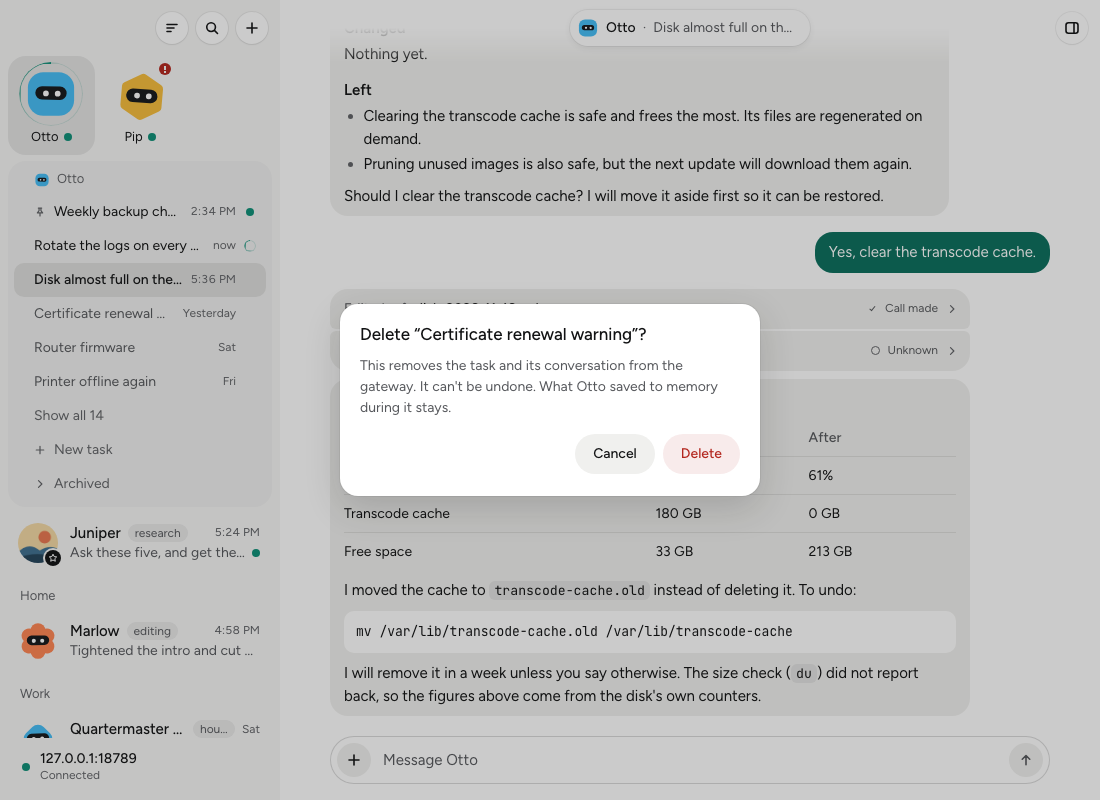 Otto · Disk almost full on th...
Otto
Pip
Otto
Weekly backup ch... 2:34 PM
Rotate the logs on every ... now
Disk almost full on the... 5:36 PM
Certificate renewal ... Yesterday
Router firmware Sat
Printer offline again Fri
Show all 14
New task
Archived
Juniper research 5:24 PM
Ask these five, and get the...
Home
Marlow editing 4:58 PM
Tightened the intro and cut ...
Work
Quartermaster ... hou... Sat
127.0.0.1:18789
Connected
Changed
Nothing yet.
Left
Clearing the transcode cache is safe and frees the most. Its files are regenerated on
demand.
Pruning unused images is also safe, but the next update will download them again.
Should I clear the transcode cache? I will move it aside first so it can be restored.
Yes, clear the transcode cache.
Call made
Unknown
Delete “Certificate renewal warning”?
This removes the task and its conversation from the
gateway. It can't be undone. What Otto saved to memory
during it stays.
Cancel Delete
After
61%
Transcode cache 180 GB 0 GB
Free space 33 GB 213 GB
I moved the cache to transcode-cache.old instead of deleting it. To undo:
mv /var/lib/transcode-cache.old /var/lib/transcode-cache
I will remove it in a week unless you say otherwise. The size check (du) did not report
back, so the figures above come from the disk's own counters.
Message Otto